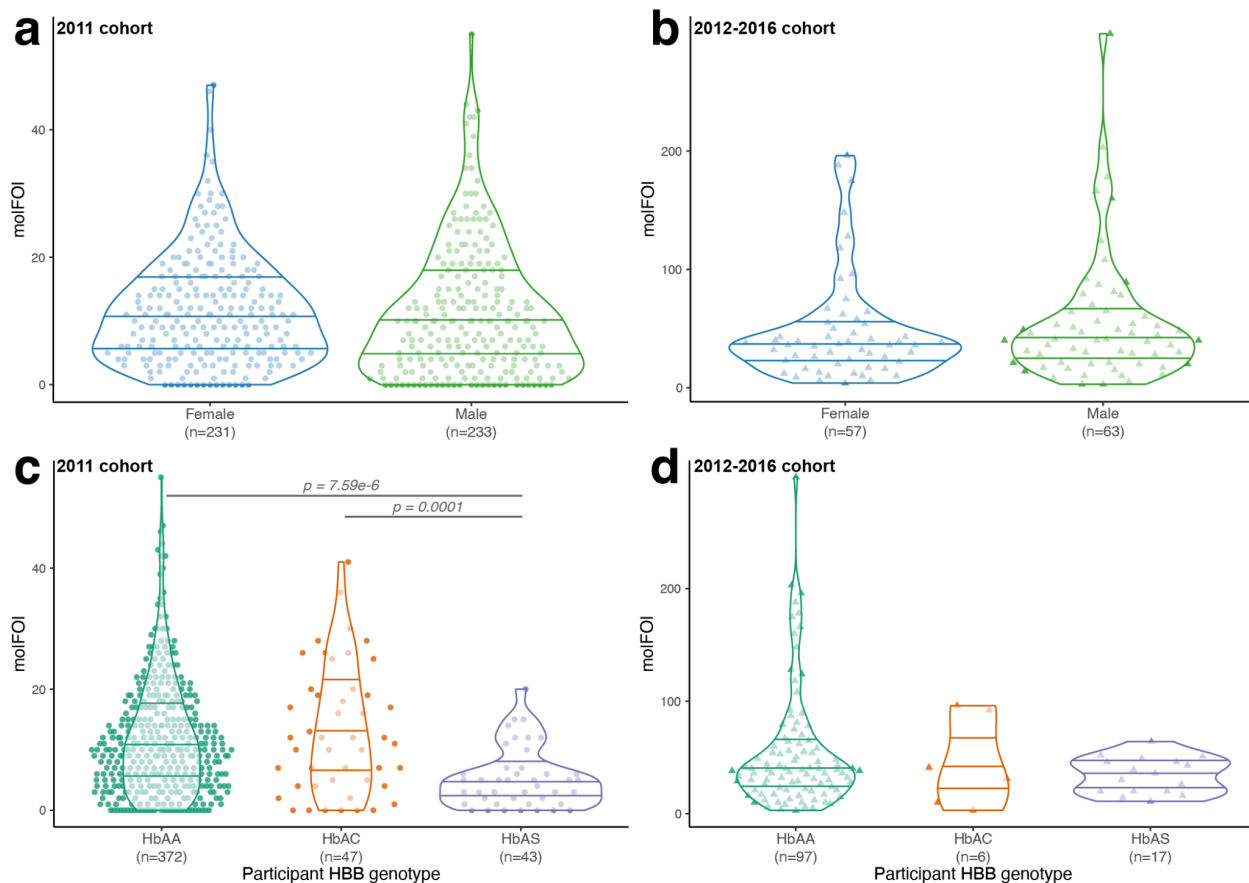 a 2011 cohort
molFOI
40
20
0
Female
(n=231)
Male
(n=233)
b 2012-2016 cohort
molFOI
200
100
0
Female
(n=57)
Male
(n=63)
c 2011 cohort
p = 7.59e-6
p = 0.0001
molFOI
40
20
0
HbAA
(n=372)
HbAC
(n=47)
HbAS
(n=43)
Participant HBB genotype
d 2012-2016 cohort
molFOI
200
100
0
HbAA
(n=97)
HbAC
(n=6)
HbAS
(n=17)
Participant HBB genotype